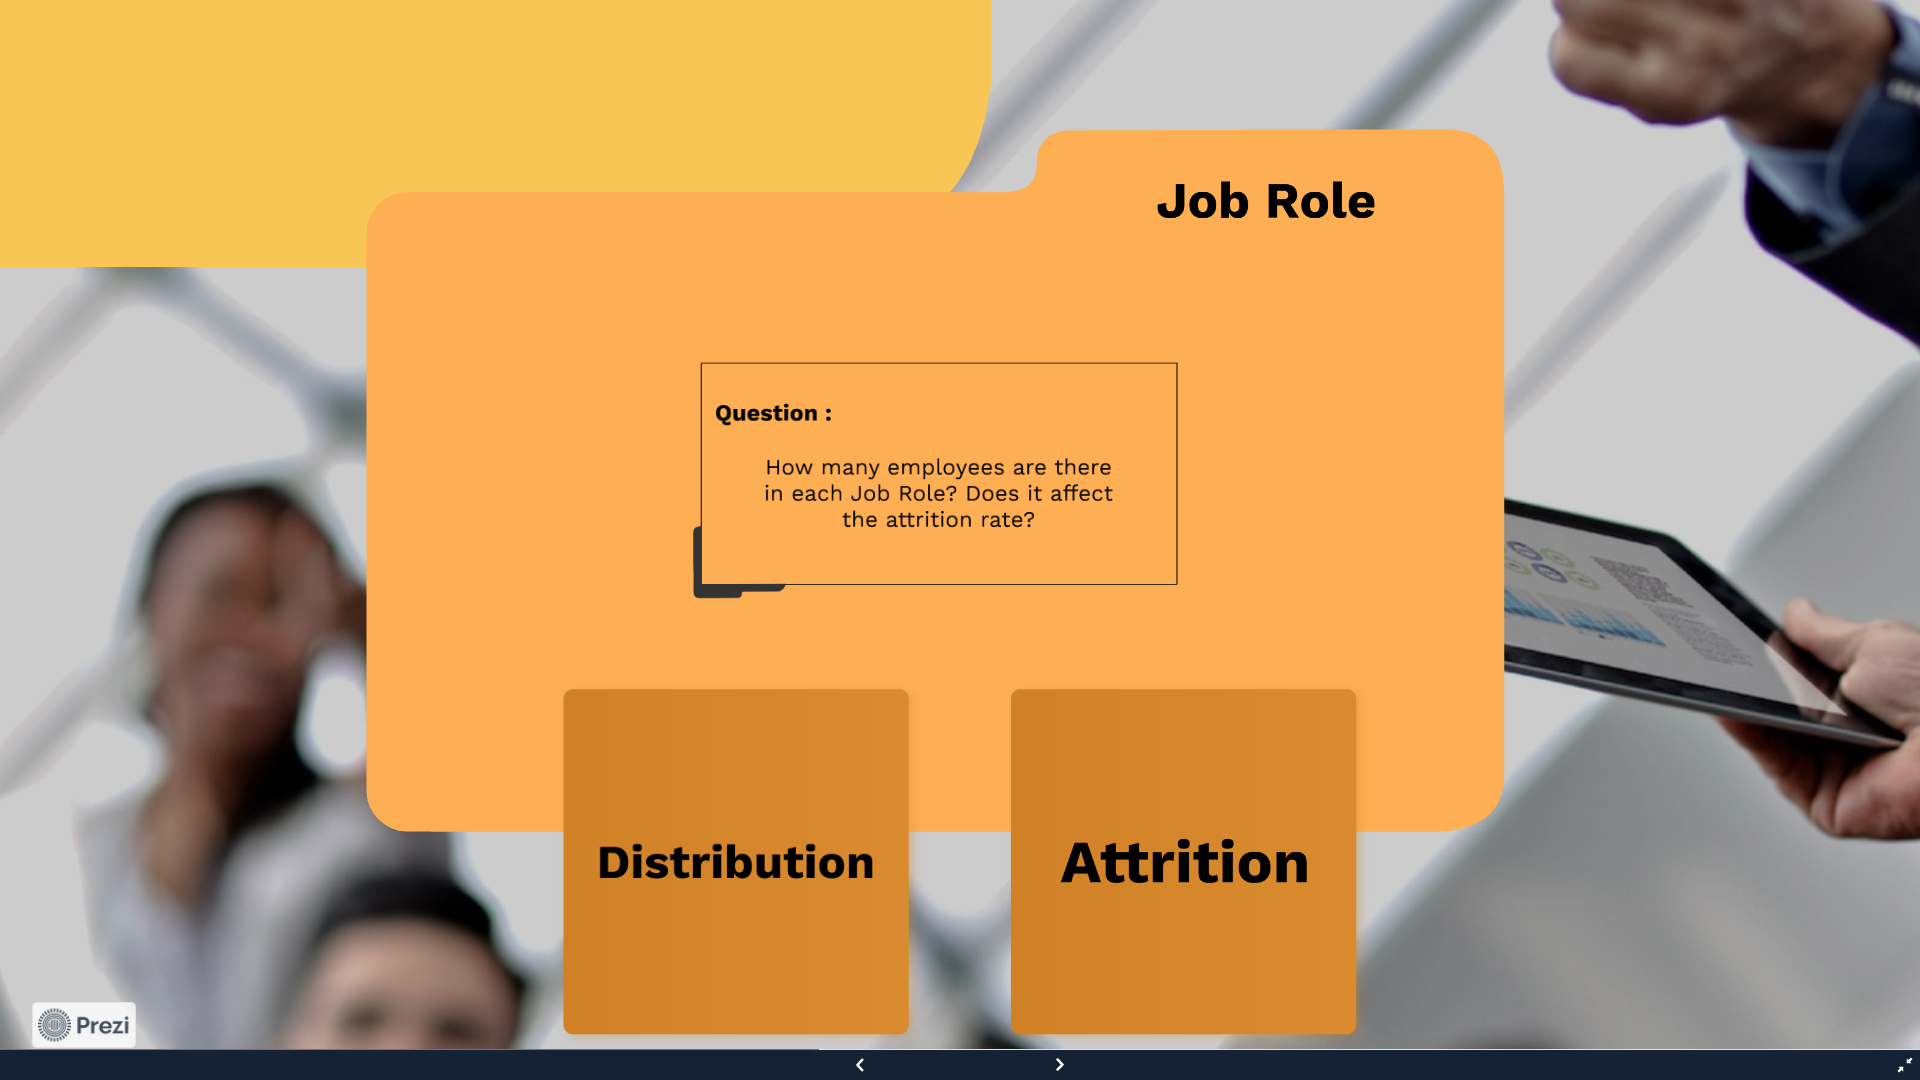 Job Role
Question :
How many employees are there
in each Job Role? Does it affect
the attrition rate?
Distribution
Attrition
Prezi